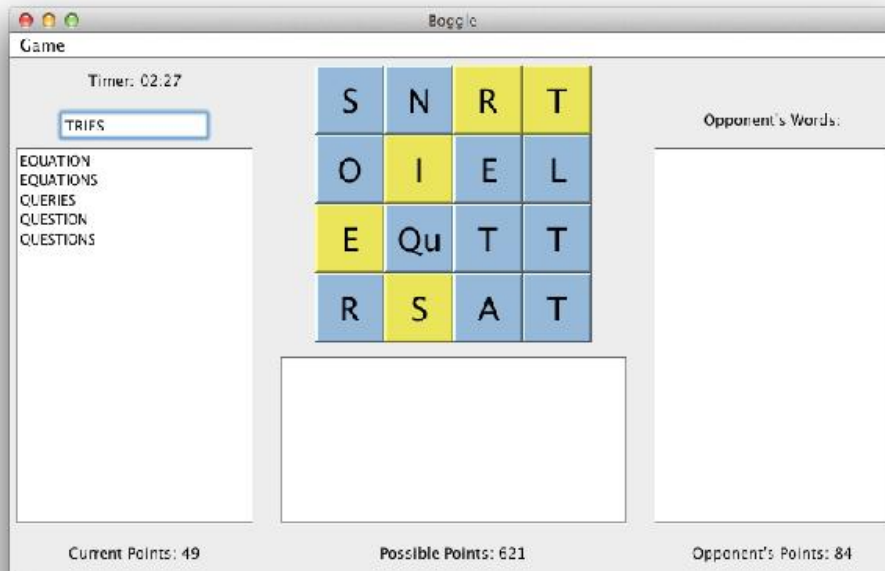 Boggle
Game
Timer: 02:27
TRIES
EQUATION
EQUATIONS
QUERIES
QUESTION
QUESTIONS
S N R T
O I E L
E Qu T T
R S A T
Opponent's Words:
Current Points: 49
Possible Points: 621
Opponent's Points: 84